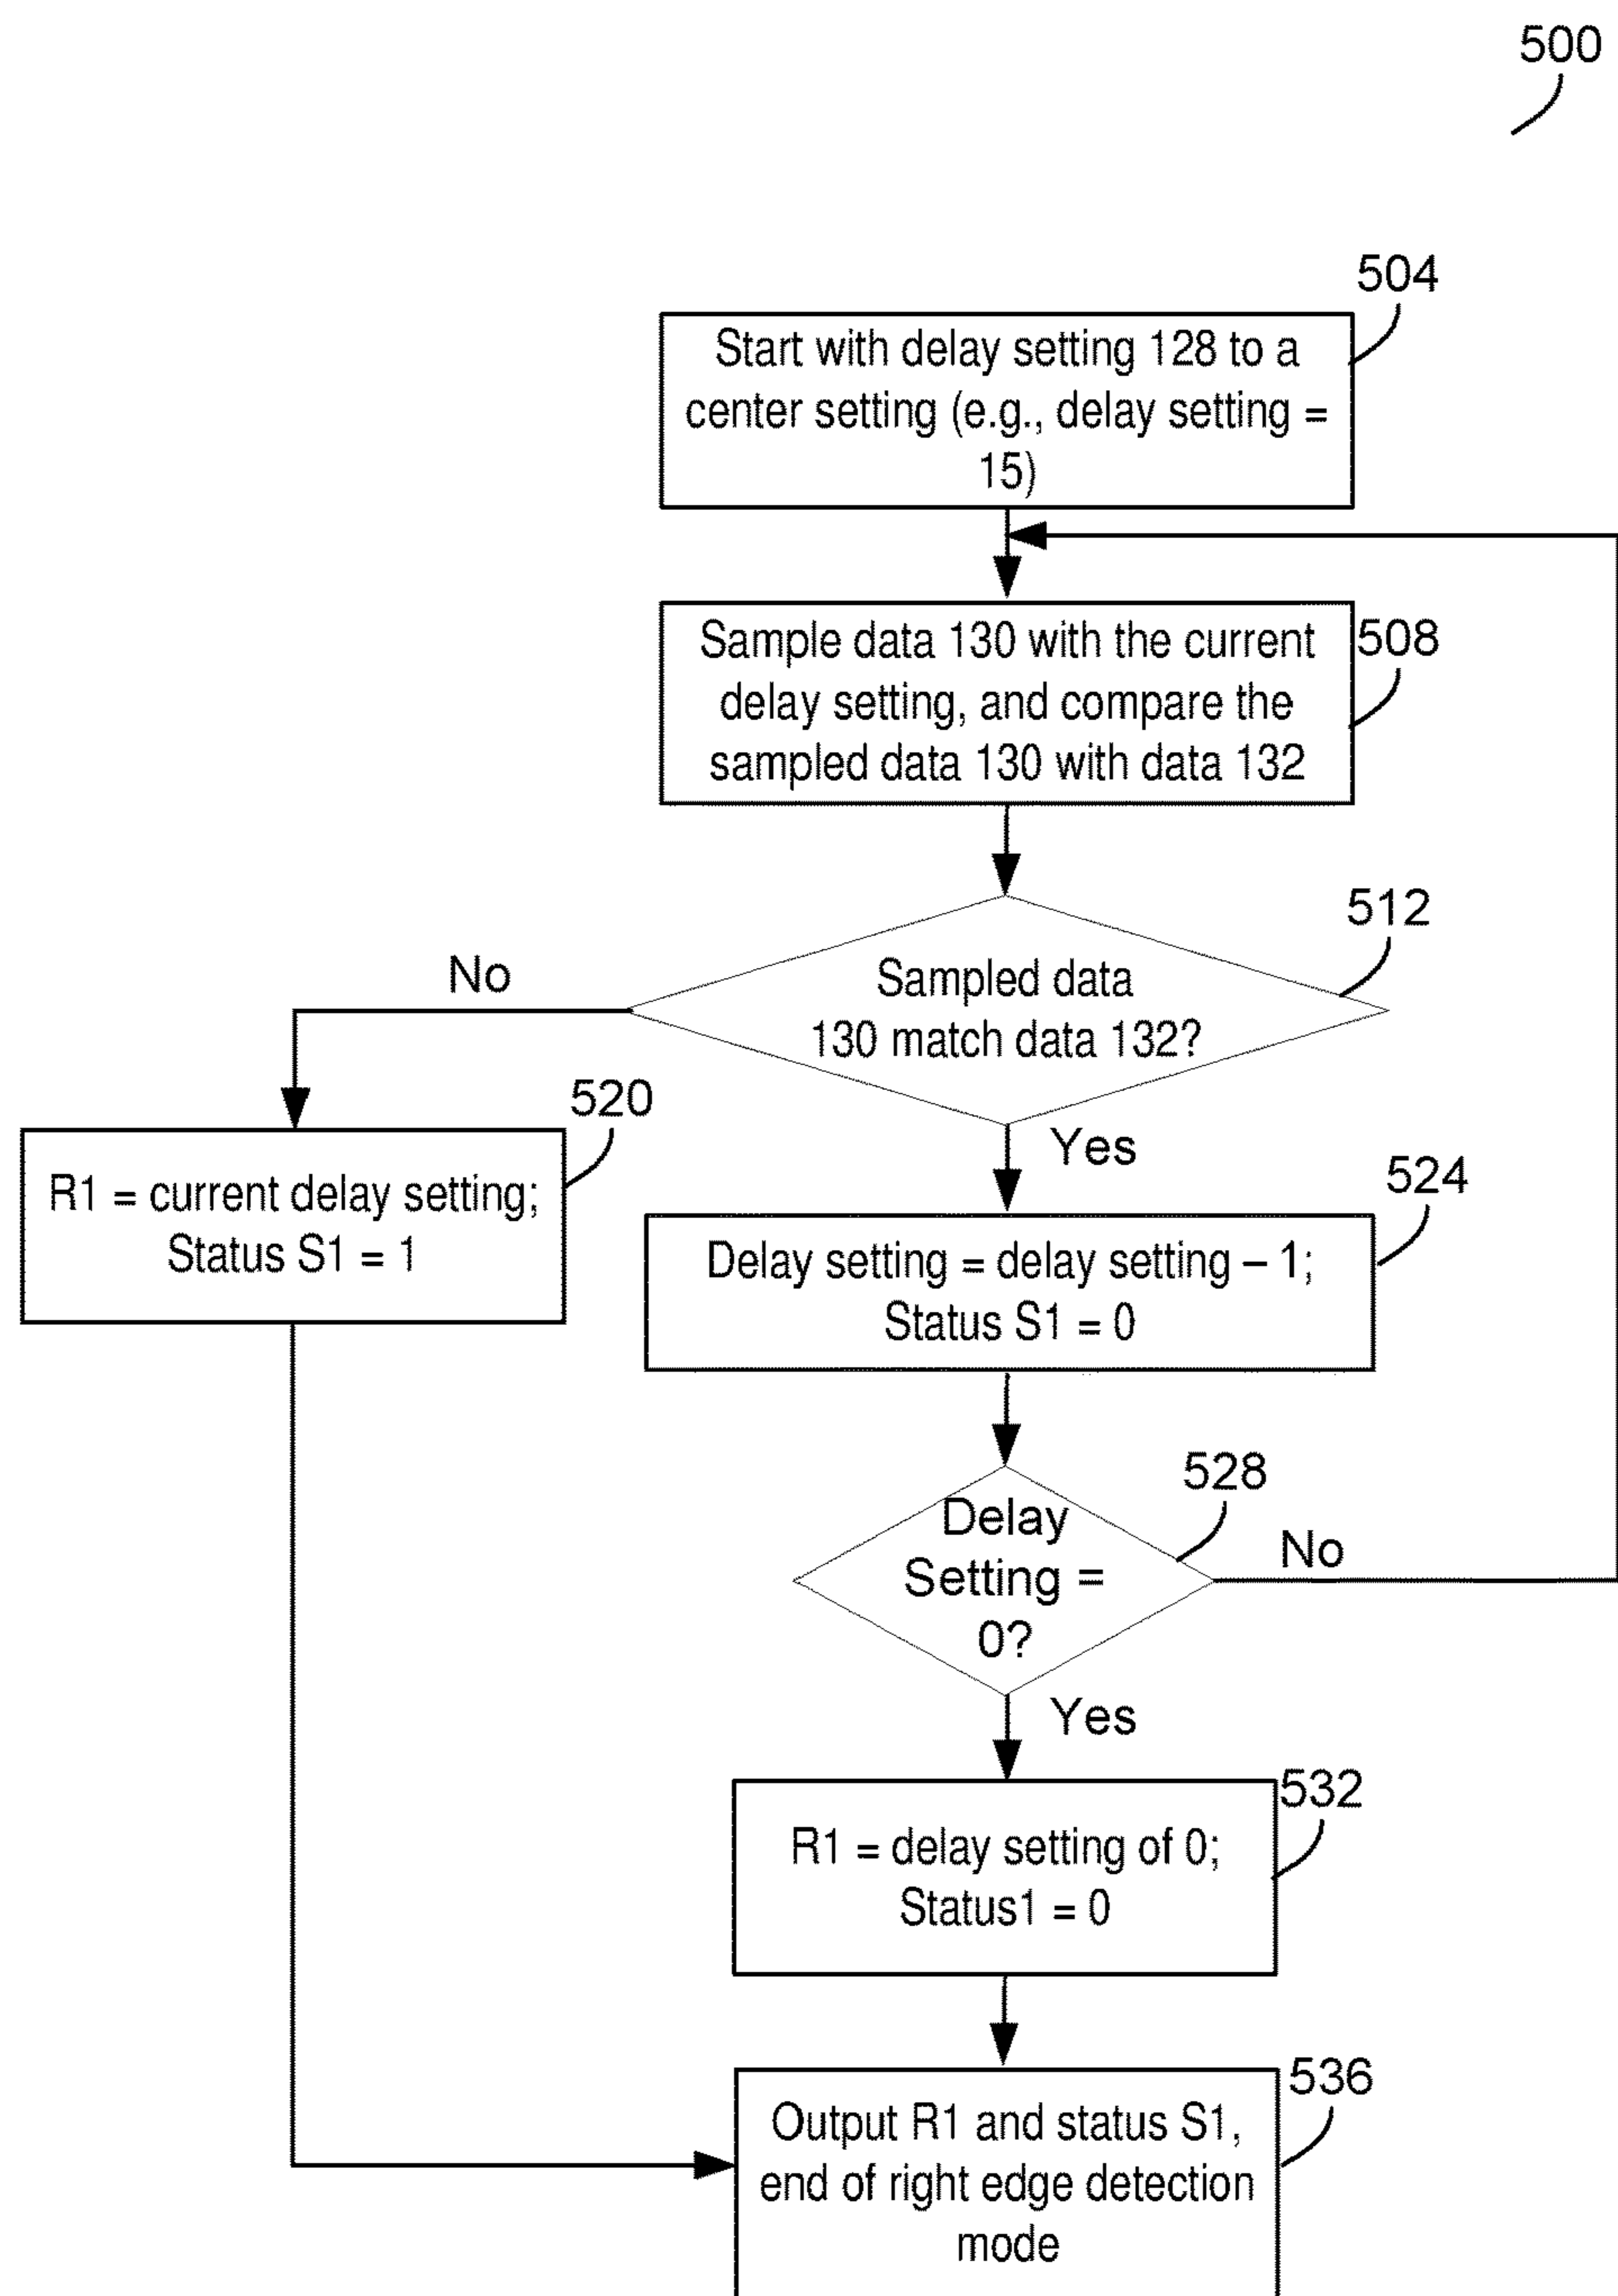 500
504
Start with delay setting 128 to a
center setting (e.g., delay setting =
15)
508
Sample data 130 with the current
delay setting, and compare the
sampled data 130 with data 132
512
Sampled data
130 match data 132?
No
Yes
520
R1 = current delay setting;
Status S1 = 1
524
Delay setting = delay setting – 1;
Status S1 = 0
528
Delay
Setting =
0?
No
Yes
532
R1 = delay setting of 0;
Status1 = 0
536
Output R1 and status S1,
end of right edge detection
mode